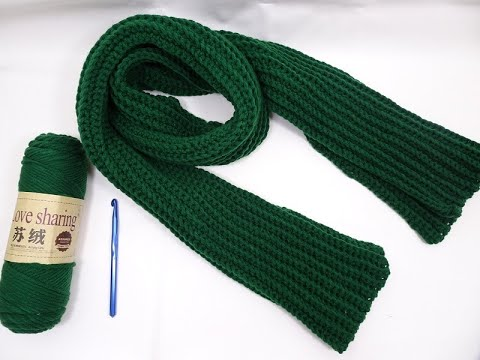 Love sharing
苏绒